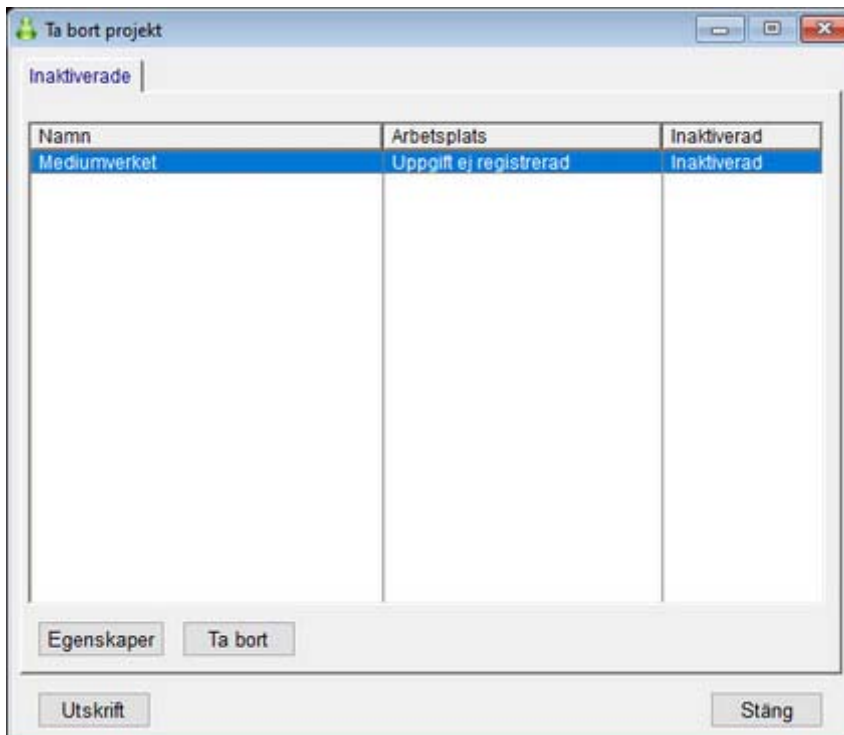 Ta bort projekt
Inaktiverade
Namn Arbetsplats Inaktiverad
Mediumverket Uppgift ej registrerad Inaktiverad
Egenskaper Ta bort
Utskrift Stäng